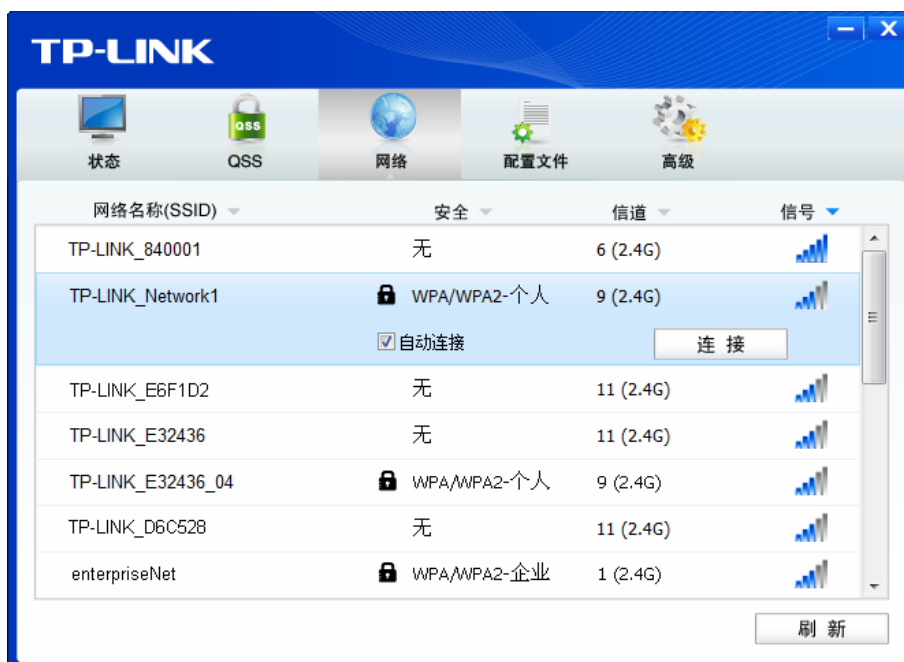 TP-LINK
QSS
状态 QSS 网络 配置文件 高级
网络名称(SSID) 安全 信道 信号
TP-LINK_840001 无 6 (2.4G)
TP-LINK_Network1 WPA/WPA2-个人 9 (2.4G)
自动连接 连 接
TP-LINK_E6F1D2 无 11 (2.4G)
TP-LINK_E32436 无 11 (2.4G)
TP-LINK_E32436_04 WPA/WPA2-个人 9 (2.4G)
TP-LINK_D6C528 无 11 (2.4G)
enterpriseNet WPA/WPA2-企业 1 (2.4G)
刷 新